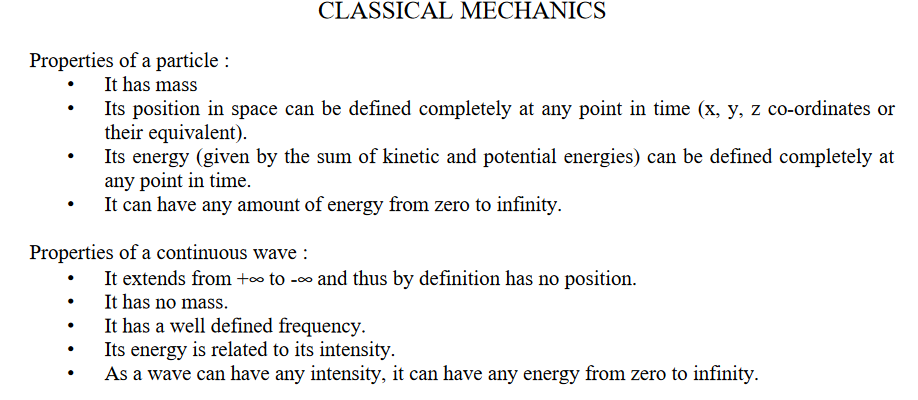 CLASSICAL MECHANICS
Properties of a particle :
• It has mass
• Its position in space can be defined completely at any point in time (x, y, z co-ordinates or
their equivalent).
• Its energy (given by the sum of kinetic and potential energies) can be defined completely at
any point in time.
• It can have any amount of energy from zero to infinity.
Properties of a continuous wave :
• It extends from +∞ to -∞ and thus by definition has no position.
• It has no mass.
• It has a well defined frequency.
• Its energy is related to its intensity.
• As a wave can have any intensity, it can have any energy from zero to infinity.